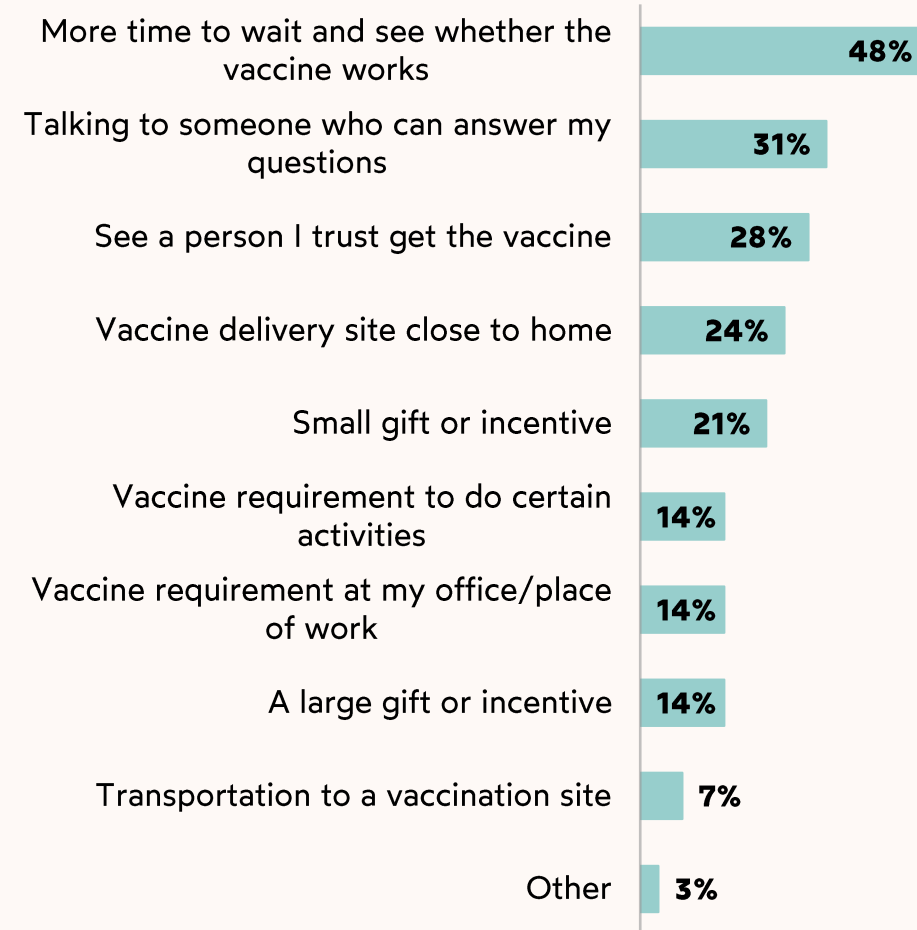 More time to wait and see whether the
vaccine works
48%
Talking to someone who can answer my
questions
31%
See a person I trust get the vaccine
28%
Vaccine delivery site close to home
24%
Small gift or incentive
21%
Vaccine requirement to do certain
activities
14%
Vaccine requirement at my office/place
of work
14%
A large gift or incentive
14%
Transportation to a vaccination site
7%
Other
3%